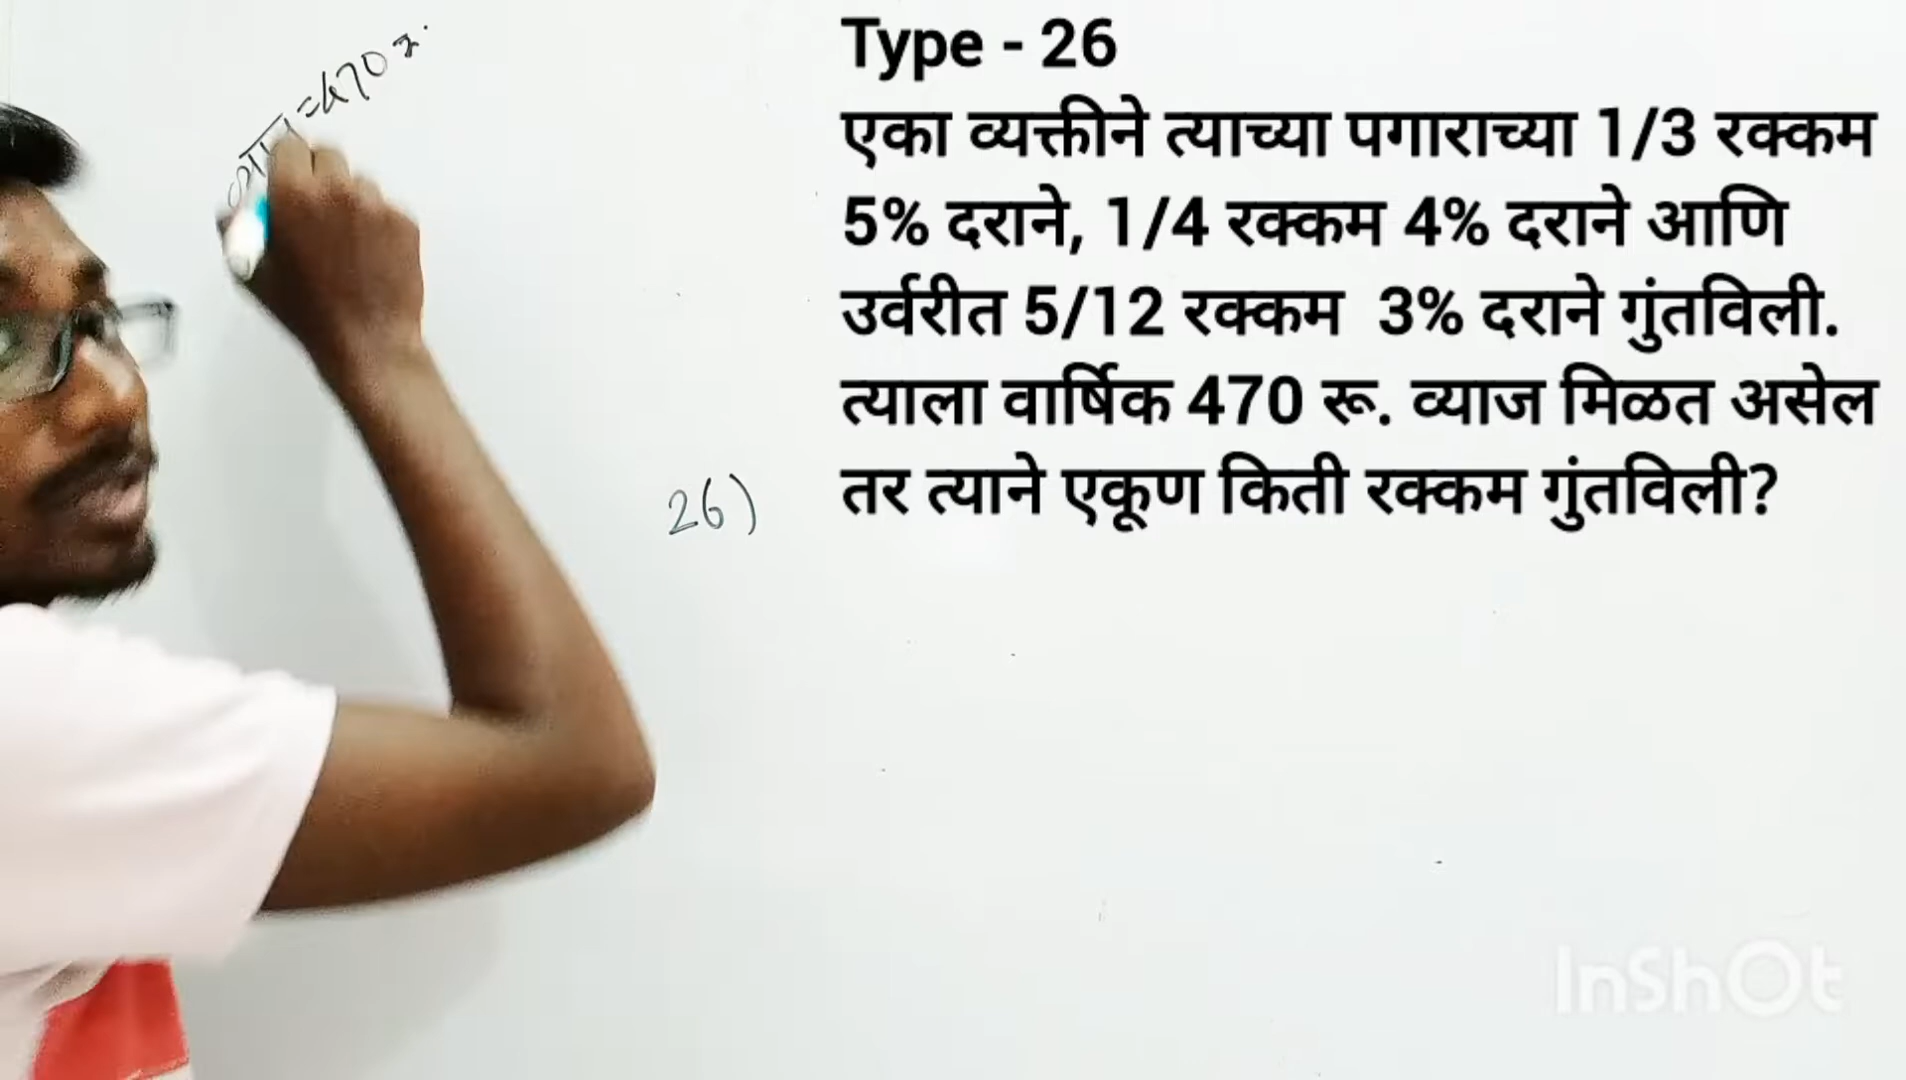 Type - 26
एका व्यक्तीने त्याच्या पगाराच्या 1/3 रक्कम
5% दराने, 1/4 रक्कम 4% दराने आणि
उर्वरीत 5/12 रक्कम 3% दराने गुंतविली.
त्याला वार्षिक 470 रू. व्याज मिळत असेल
तर त्याने एकूण किती रक्कम गुंतविली?
= 470 रु.
26)
InShOt